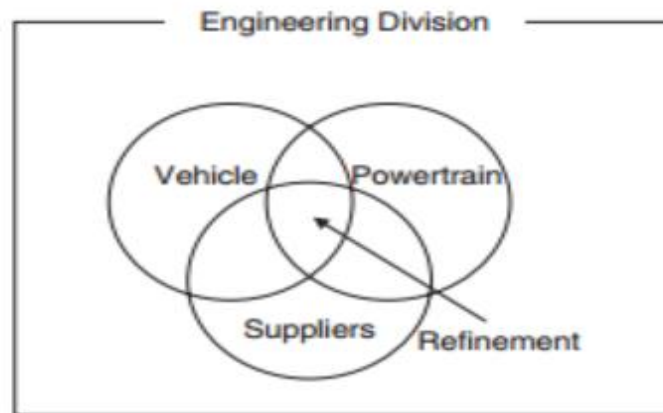 Engineering Division
Vehicle
Powertrain
Suppliers
Refinement